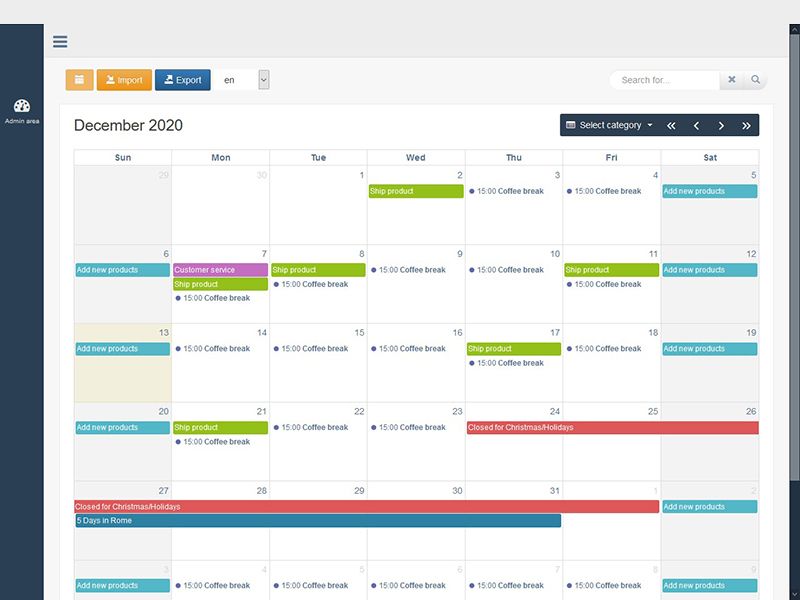 Admin area
Import
Export
en
Search for...
December 2020
Select category
Sun Mon Tue Wed Thu Fri Sat
29 30 1 2 3 4 5
Ship product 15:00 Coffee break 15:00 Coffee break Add new products
6 7 8 9 10 11 12
Add new products Customer service Ship product 15:00 Coffee break 15:00 Coffee break Ship product Add new products
Ship product 15:00 Coffee break 15:00 Coffee break
15:00 Coffee break
13 14 15 16 17 18 19
Add new products 15:00 Coffee break 15:00 Coffee break 15:00 Coffee break Ship product 15:00 Coffee break Add new products
15:00 Coffee break
20 21 22 23 24 25 26
Add new products Ship product 15:00 Coffee break 15:00 Coffee break Closed for Christmas/Holidays
15:00 Coffee break
27 28 29 30 31 1 2
Closed for Christmas/Holidays Add new products
5 Days in Rome
3 4 5 6 7 8 9
Add new products 15:00 Coffee break 15:00 Coffee break 15:00 Coffee break 15:00 Coffee break 15:00 Coffee break Add new products